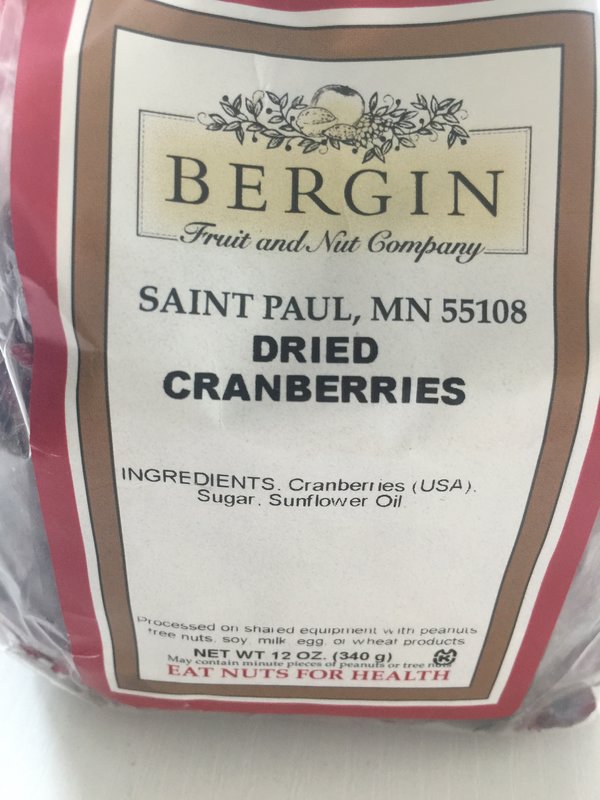 BERGIN
Fruit and Nut Company
SAINT PAUL, MN 55108
DRIED
CRANBERRIES
INGREDIENTS. Cranberries (USA).
Sugar. Sunflower Oil
Processed on shared equipment with peanuts
tree nuts. soy milk egg. or wheat products
NET WT 12 OZ. (340 g)
May contain minute pieces of peanuts or tree nuts
EAT NUTS FOR HEALTH